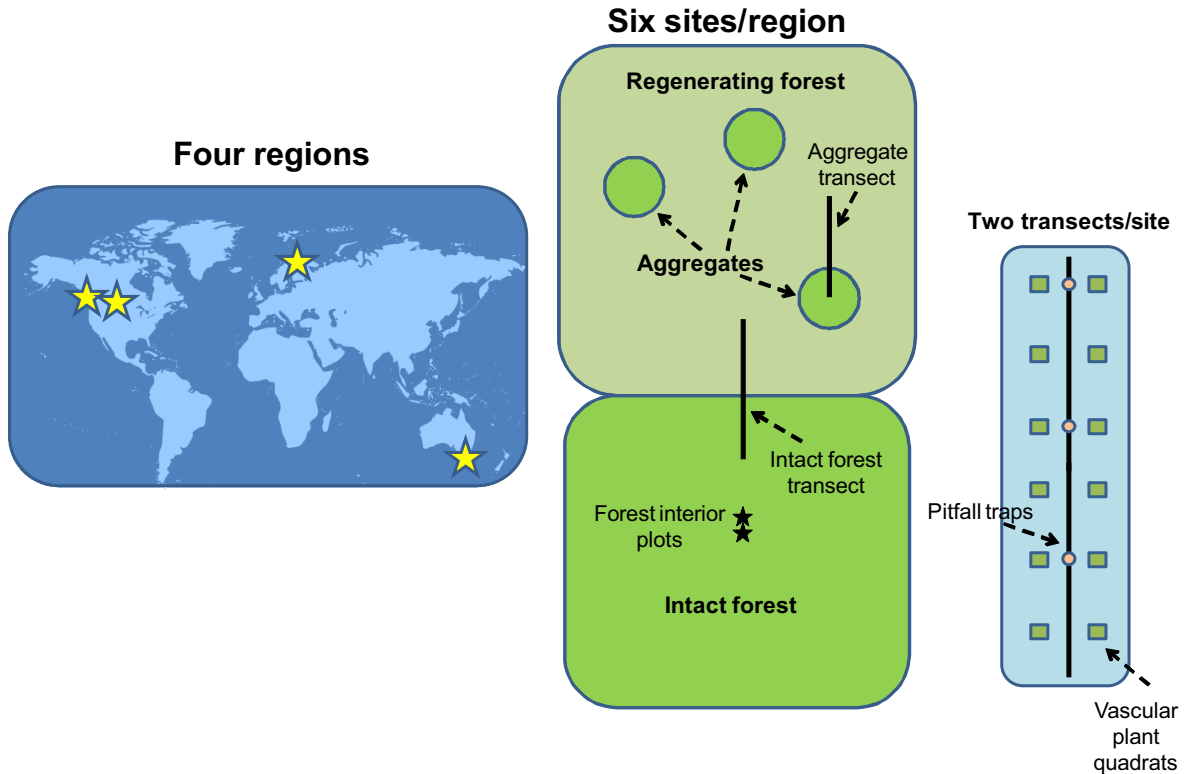 Four regions
Six sites/region
Regenerating forest
Aggregate
transect
Aggregates
Intact forest
transect
Forest interior
plots
Intact forest
Two transects/site
Pitfall traps
Vascular
plant
quadrats